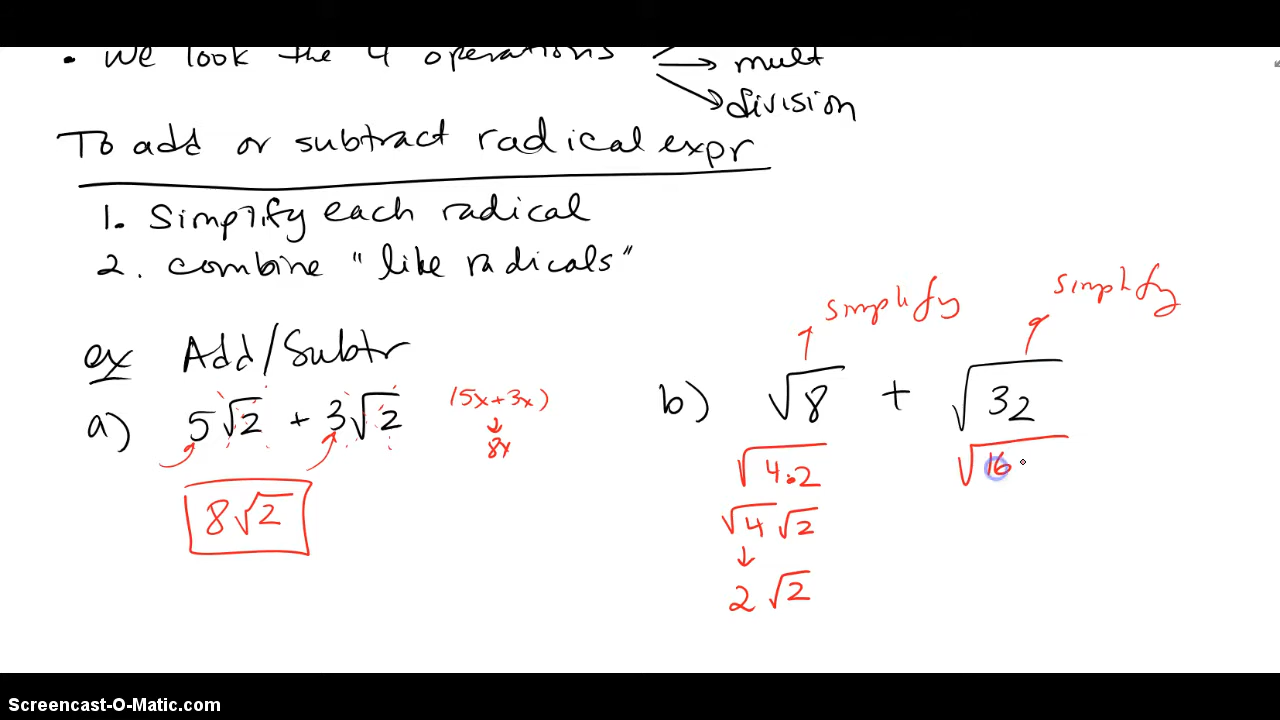 • We look the 4 operations → mult
→ division
To add or subtract radical expr
1. Simplify each radical
2. combine "like radicals"
ex Add/Subtr
a) 5√2 + 3√2 (5x+3x)
↓
8x
8√2
simplify simplify
b) √8 + √32
√4•2 √16
√4 √2
↓
2 √2
Screencast-O-Matic.com